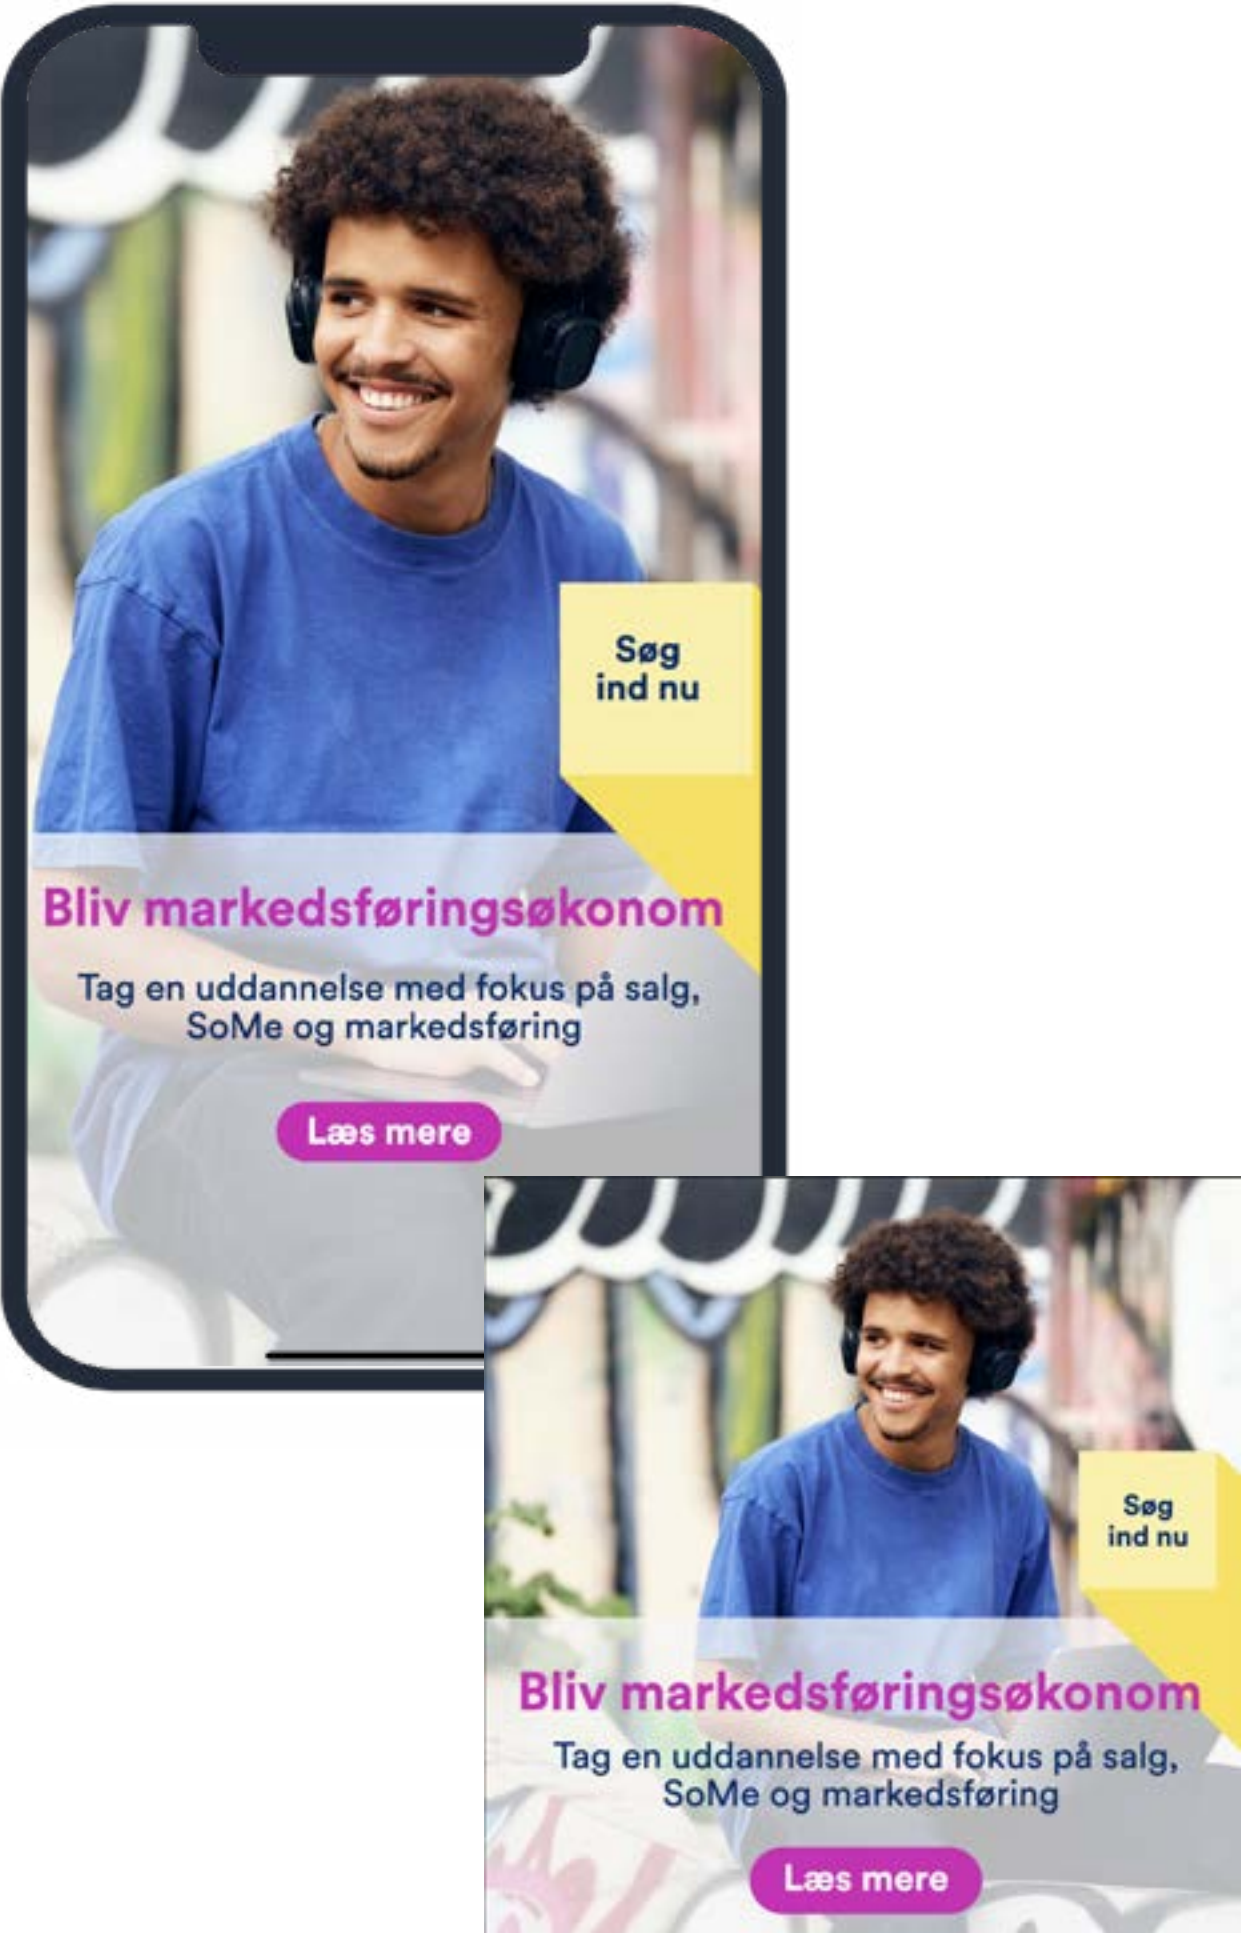 Søg
ind nu
Bliv markedsføringsøkonom
Tag en uddannelse med fokus på salg,
SoMe og markedsføring
Læs mere
Søg
ind nu
Bliv markedsføringsøkonom
Tag en uddannelse med fokus på salg,
SoMe og markedsføring
Læs mere